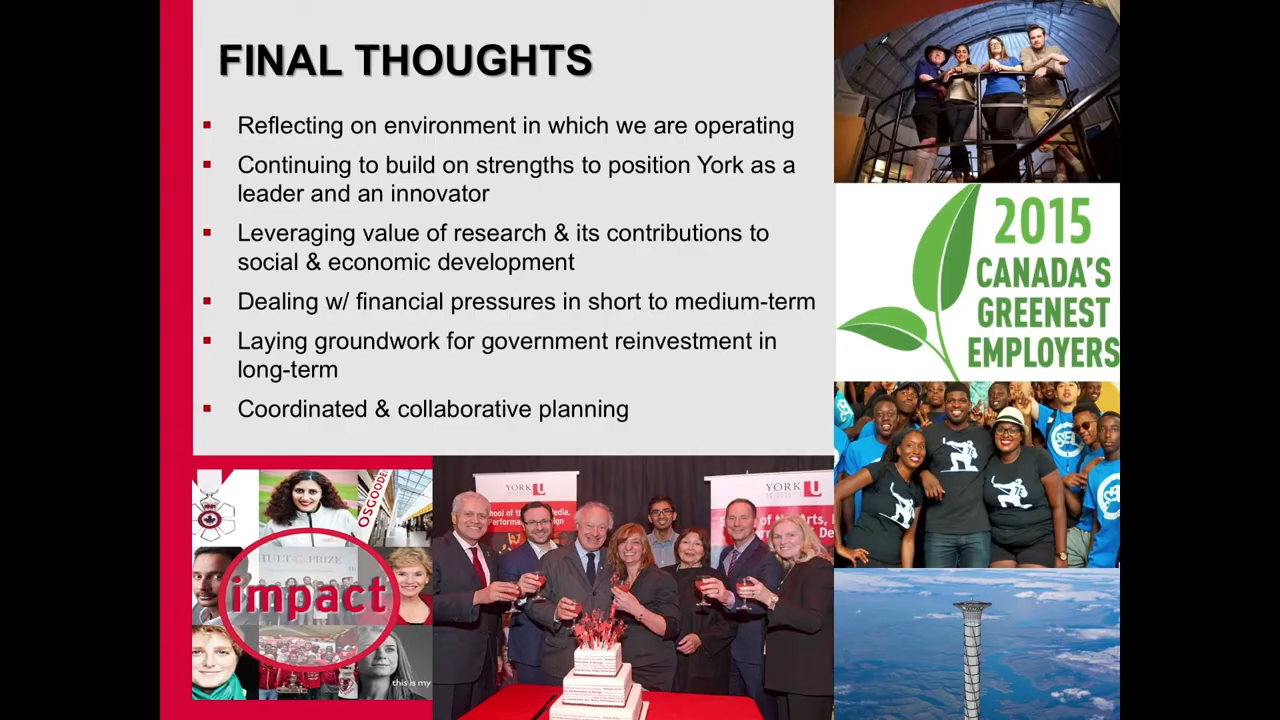 FINAL THOUGHTS
Reflecting on environment in which we are operating
Continuing to build on strengths to position York as a
leader and an innovator
Leveraging value of research & its contributions to
social & economic development
Dealing w/ financial pressures in short to medium-term
Laying groundwork for government reinvestment in
long-term
Coordinated & collaborative planning
2015
CANADA'S
GREENEST
EMPLOYERS
OSGOODE
ULT PRIZE
impact
this is my
YORK U
YORK U